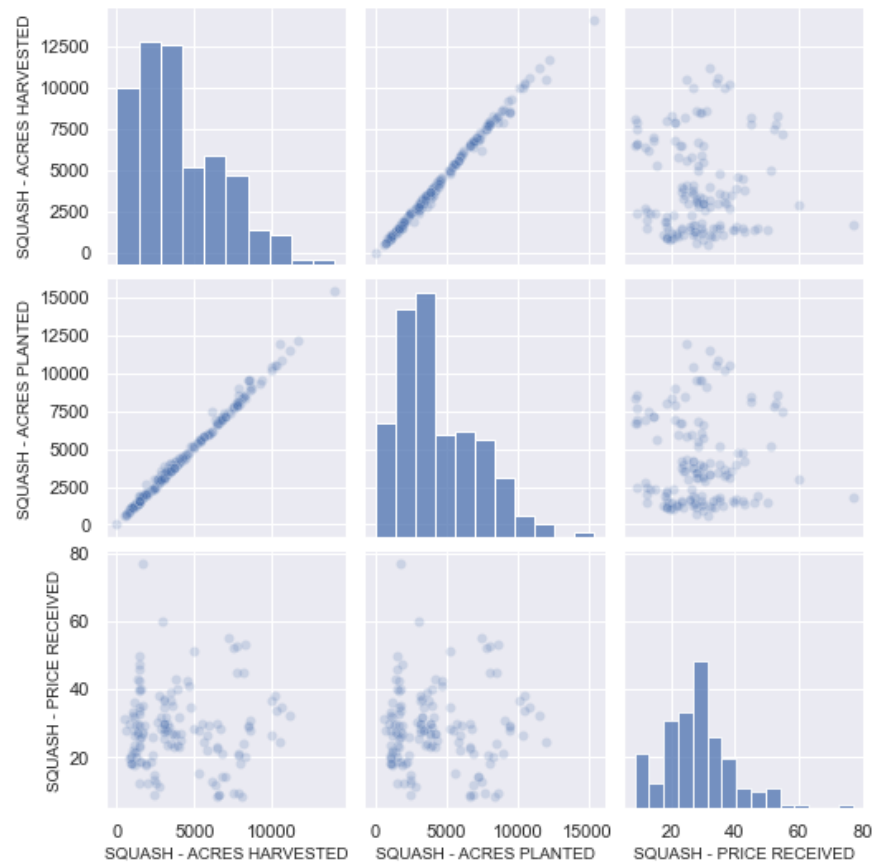 SQUASH - ACRES HARVESTED
12500
10000
7500
5000
2500
0
SQUASH - ACRES PLANTED
15000
12500
10000
7500
5000
2500
0
SQUASH - PRICE RECEIVED
80
60
40
20
0 5000 10000
SQUASH - ACRES HARVESTED
0 5000 10000 15000
SQUASH - ACRES PLANTED
20 40 60 80
SQUASH - PRICE RECEIVED